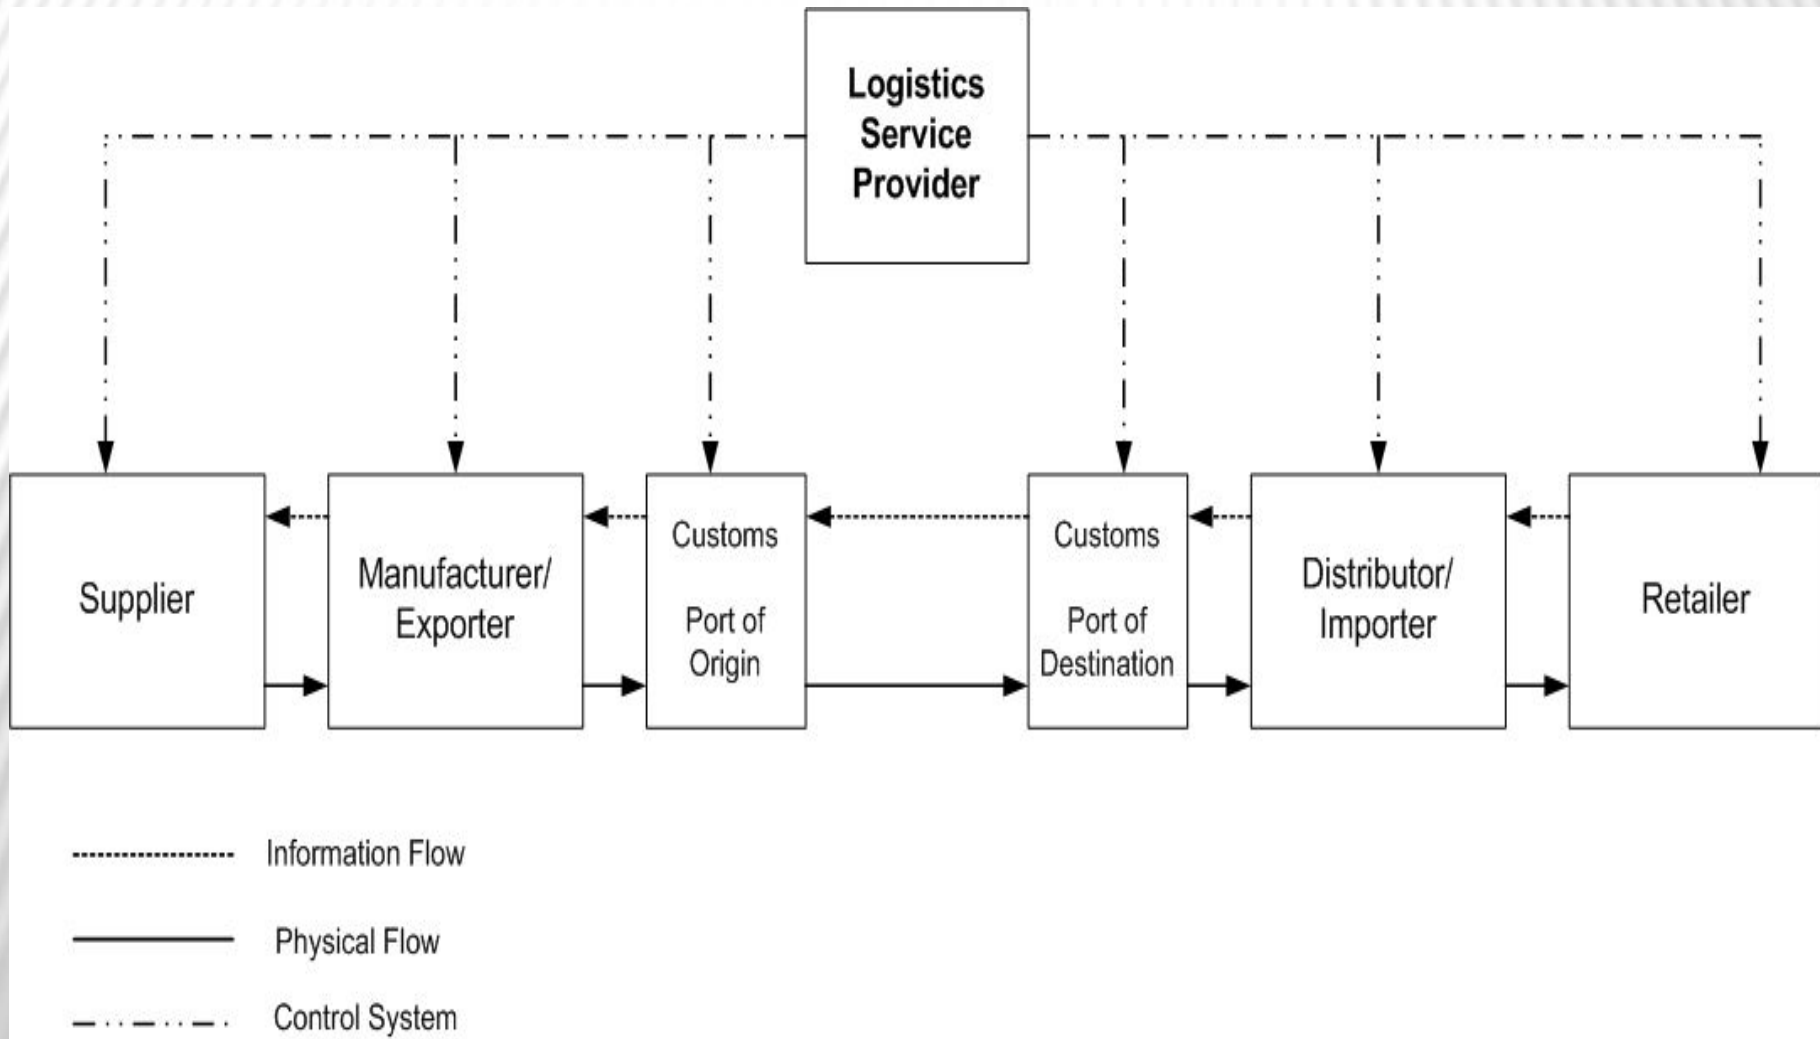 Logistics
Service
Provider
Supplier
Manufacturer/
Exporter
Customs
Port of
Origin
Customs
Port of
Destination
Distributor/
Importer
Retailer
Information Flow
Physical Flow
Control System